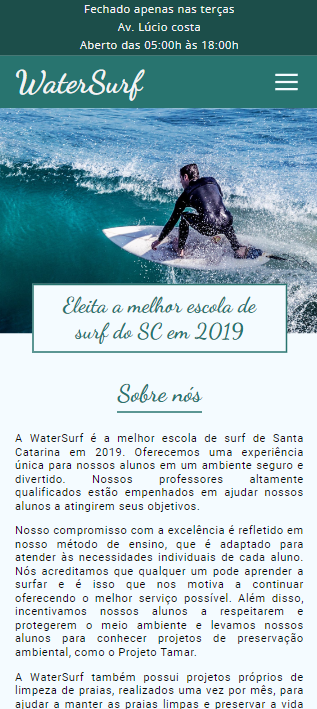 Fechado apenas nas terças
Av. Lúcio costa
Aberto das 05:00h às 18:00h
WaterSurf
Eleita a melhor escola de
surf do SC em 2019
Sobre nós
A WaterSurf é a melhor escola de surf de Santa
Catarina em 2019. Oferecemos uma experiência
única para nossos alunos em um ambiente seguro e
divertido. Nossos professores altamente
qualificados estão empenhados em ajudar nossos
alunos a atingirem seus objetivos.
Nosso compromisso com a excelência é refletido em
nosso método de ensino, que é adaptado para
atender às necessidades individuais de cada aluno.
Nós acreditamos que qualquer um pode aprender a
surfar e é isso que nos motiva a continuar
oferecendo o melhor serviço possível. Além disso,
incentivamos nossos alunos a respeitarem e
protegerem o meio ambiente e levamos nossos
alunos para conhecer projetos de preservação
ambiental, como o Projeto Tamar.
A WaterSurf também possui projetos próprios de
limpeza de praias, realizados uma vez por mês, para
ajudar a manter as praias limpas e preservar a vida